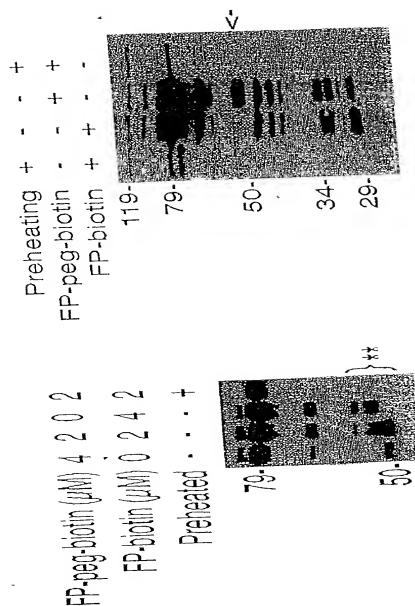 FP-peg-biotin (µM) 4 2 0 2
FP-biotin (µM) 0 2 4 2
Preheated - - - +
79-
50-
**
Preheating + - - +
FP-peg-biotin - - + +
FP-biotin + + - -
119-
79-
50-
34-
29-